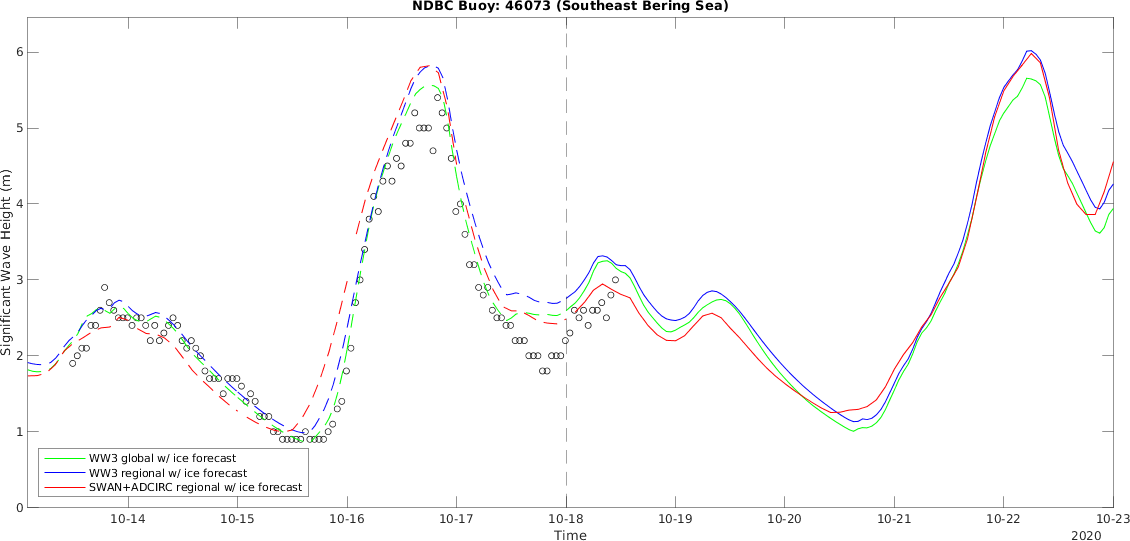 NDBC Buoy: 46073 (Southeast Bering Sea)
Significant Wave Height (m)
6
5
4
3
2
1
0
WW3 global w/ ice forecast
WW3 regional w/ ice forecast
SWAN+ADCIRC regional w/ ice forecast
10-14 10-15 10-16 10-17 10-18 10-19 10-20 10-21 10-22 10-23
Time
2020